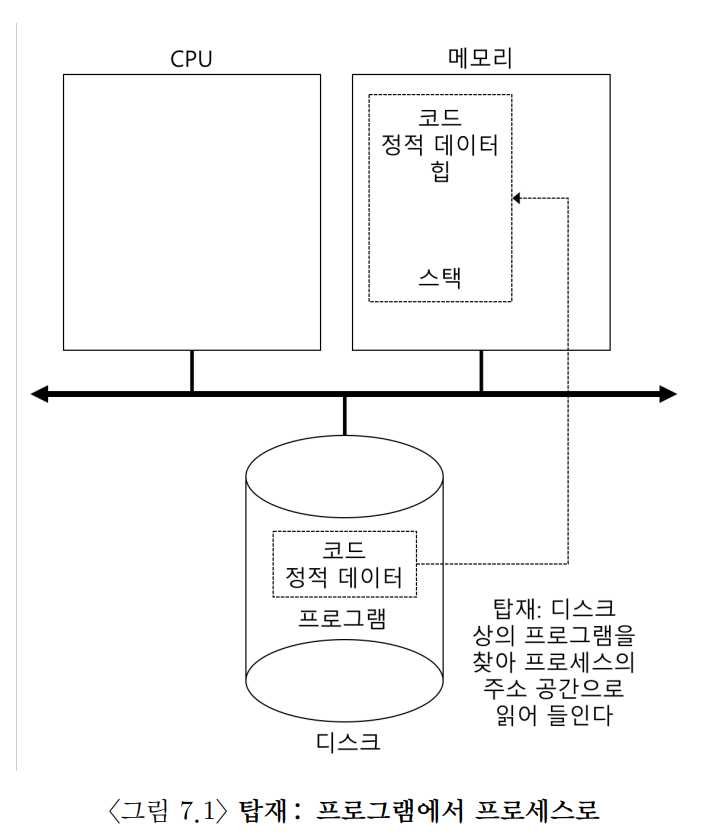 CPU
메모리
코드
정적 데이터
힙
스택
코드
정적 데이터
프로그램
디스크
탑재: 디스크
상의 프로그램을
찾아 프로세스의
주소 공간으로
읽어 들인다
〈그림 7.1〉 탑재: 프로그램에서 프로세스로